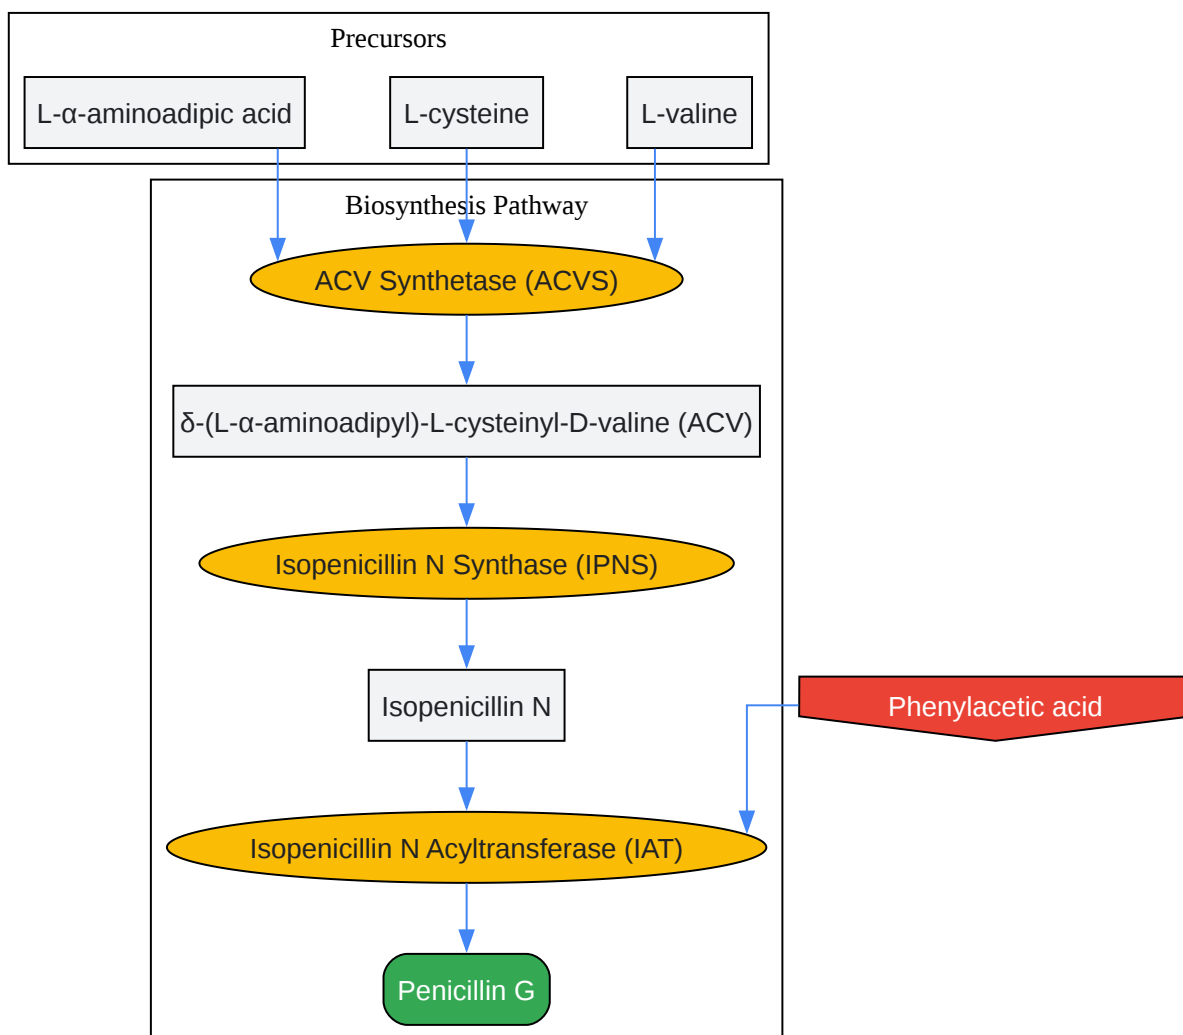 Precursors
L-α-aminoadipic acid
L-cysteine
L-valine
Biosynthesis Pathway
ACV Synthetase (ACVS)
δ-(L-α-aminoadipyl)-L-cysteinyl-D-valine (ACV)
Isopenicillin N Synthase (IPNS)
Isopenicillin N
Phenylacetic acid
Isopenicillin N Acyltransferase (IAT)
Penicillin G